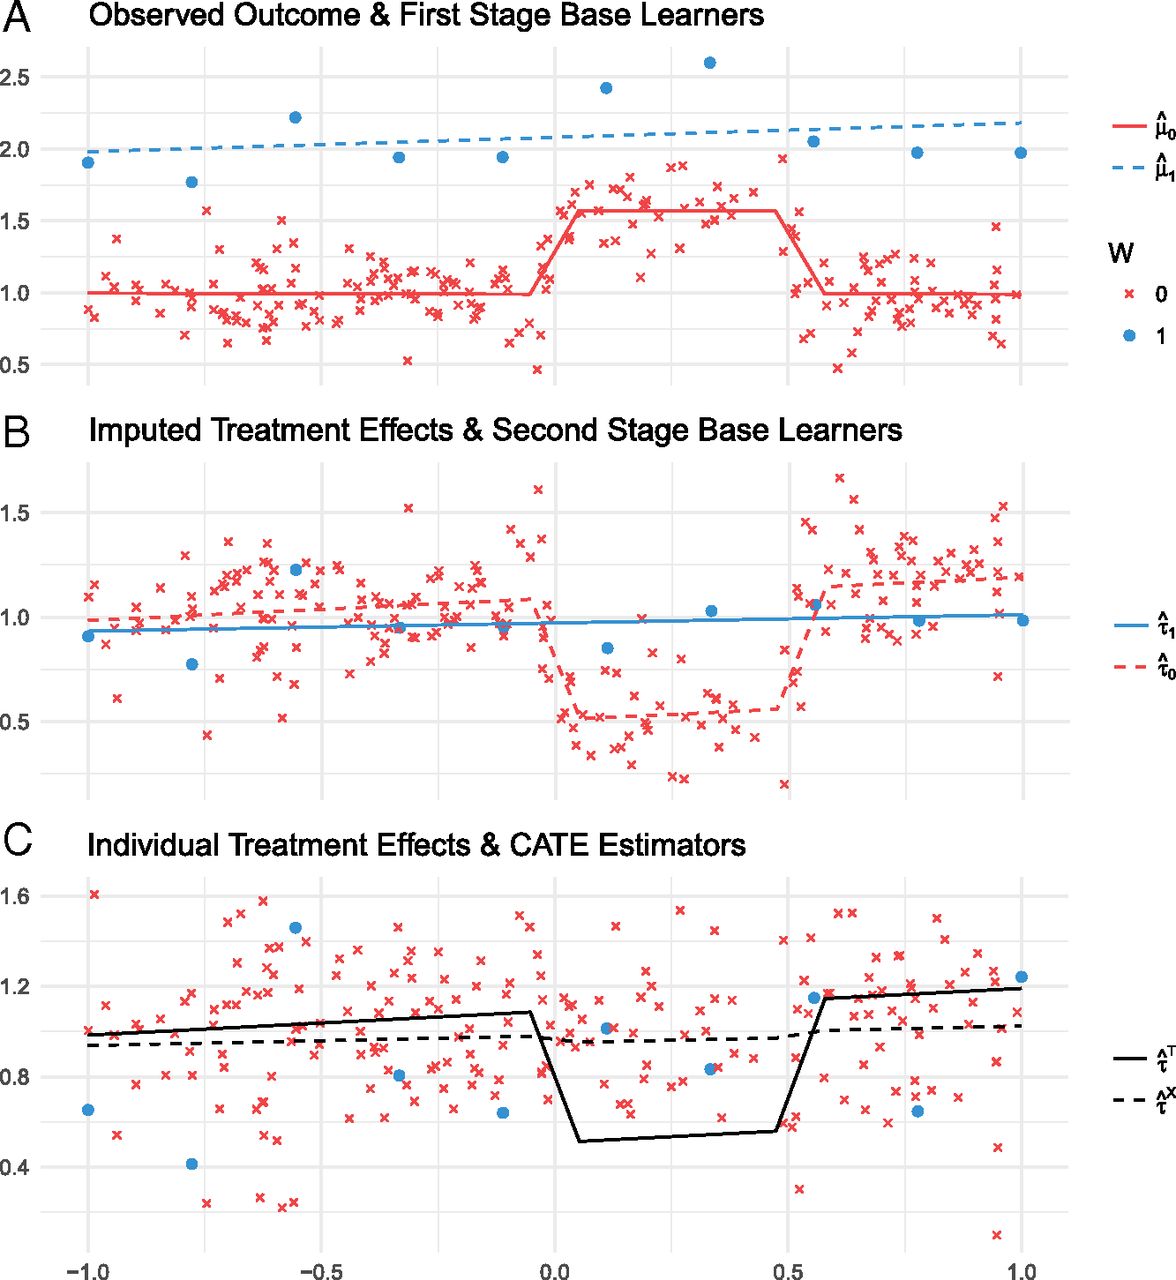 A Observed Outcome & First Stage Base Learners
2.5
2.0
1.5
1.0
0.5
μ̂₀
μ̂₁
W
0
1
B Imputed Treatment Effects & Second Stage Base Learners
1.5
1.0
0.5
τ̂₁
τ̂₀
C Individual Treatment Effects & CATE Estimators
1.6
1.2
0.8
0.4
τ̂ᵀ
τ̂ˣ
−1.0 −0.5 0.0 0.5 1.0